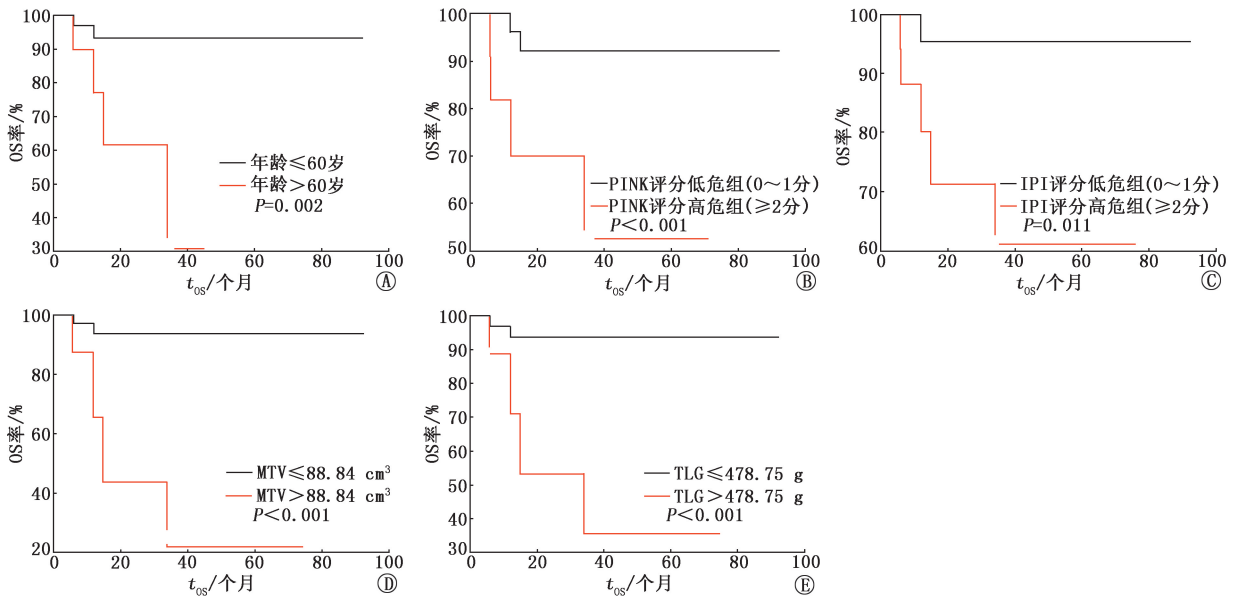 100
90
80
70
60
50
40
30
OS率/%
0
20
40
60
80
100
t_OS/个月
年龄≤60岁
年龄>60岁
P=0.002
Ⓐ
100
90
80
70
60
50
OS率/%
0
20
40
60
80
100
t_OS/个月
PINK评分低危组(0~1分)
PINK评分高危组(≥2分)
P<0.001
Ⓑ
100
90
80
70
60
OS率/%
0
20
40
60
80
100
t_OS/个月
IPI评分低危组(0~1分)
IPI评分高危组(≥2分)
P=0.011
Ⓒ
100
80
60
40
20
OS率/%
0
20
40
60
80
100
t_OS/个月
MTV≤88.84 cm³
MTV>88.84 cm³
P<0.001
Ⓓ
100
90
80
70
60
50
40
30
OS率/%
0
20
40
60
80
100
t_OS/个月
TLG≤478.75 g
TLG>478.75 g
P<0.001
Ⓔ